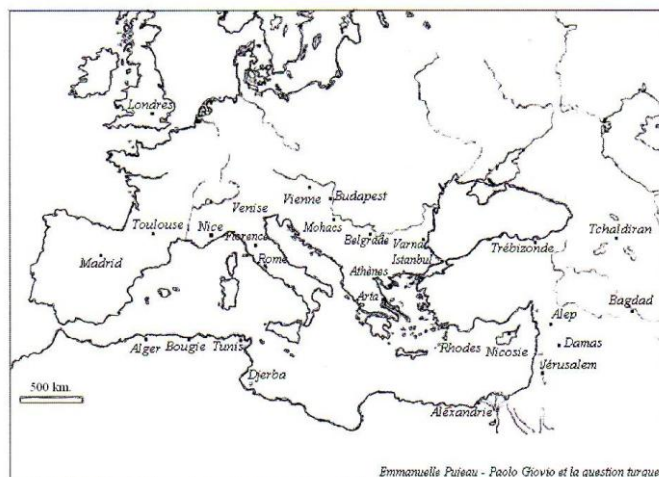 Londres
Vienne
Budapest
Venise
Toulouse
Nice
Mohacs
Florence
Belgrade
Varna
Tchaldiran
Madrid
Rome
Istanbul
Trébizonde
Athènes
Arta
Bagdad
Alep
Alger
Bougie
Tunis
Rhodes
Nicosie
Damas
Djerba
Jérusalem
500 km.
Aléxandrie
Emmanuelle Pujeau - Paolo Giovio et la question turque